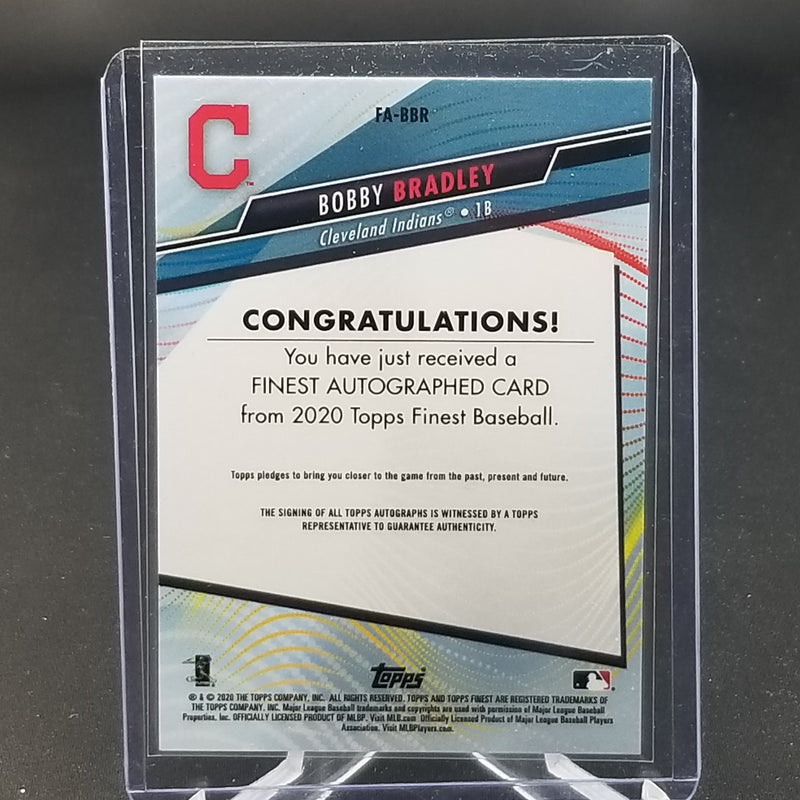 FA-BBR
C™
BOBBY BRADLEY
Cleveland Indians® • 1B
CONGRATULATIONS!
You have just received a
FINEST AUTOGRAPHED CARD
from 2020 Topps Finest Baseball.
Topps pledges to bring you closer to the game from the past, present and future.
THE SIGNING OF ALL TOPPS AUTOGRAPHS IS WITNESSED BY A TOPPS
REPRESENTATIVE TO GUARANTEE AUTHENTICITY.
topps
® & © 2020 THE TOPPS COMPANY, INC. ALL RIGHTS RESERVED. TOPPS AND TOPPS FINEST ARE REGISTERED TRADEMARKS OF
THE TOPPS COMPANY, INC. Major League Baseball trademarks and copyrights are used with permission of Major League Baseball
Properties, Inc. OFFICIALLY LICENSED PRODUCT OF MLBP. Visit MLB.com Officially Licensed Product of Major League Baseball Players
Association. Visit MLBPlayers.com.